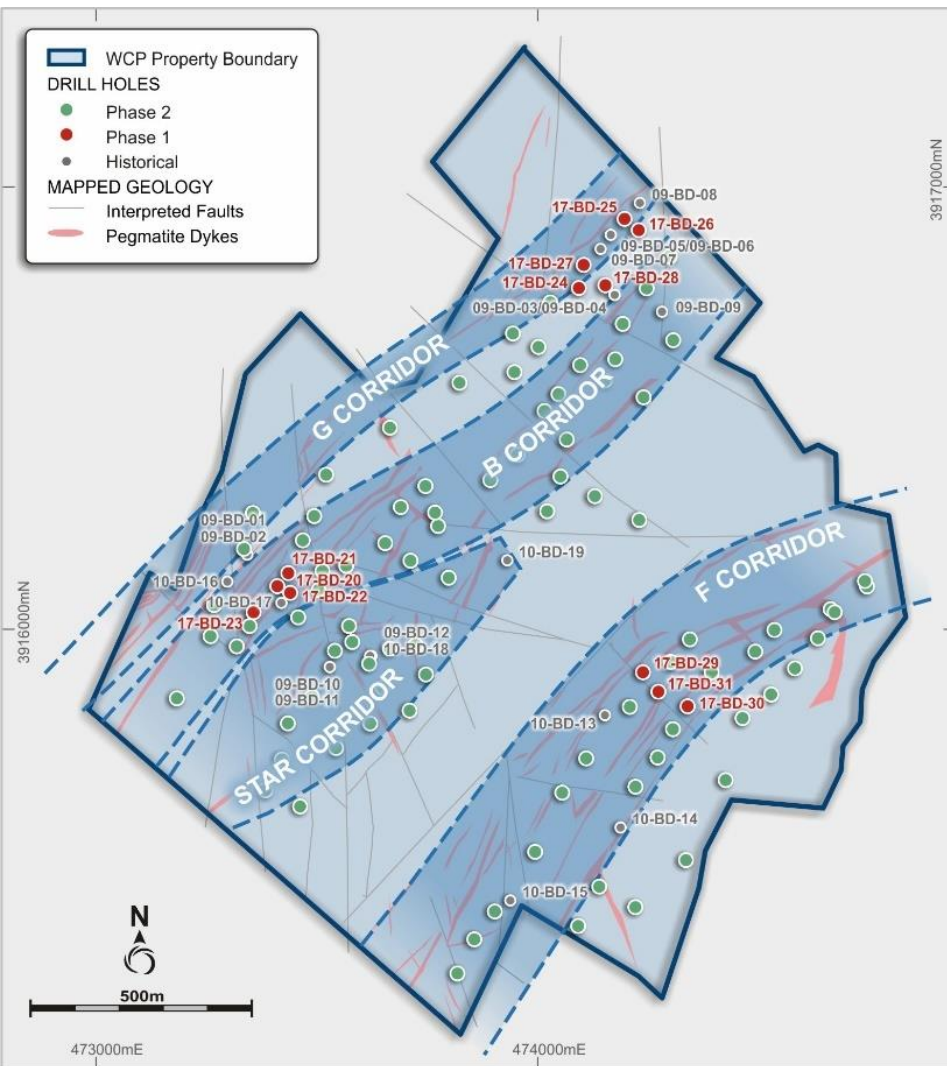 WCP Property Boundary
DRILL HOLES
Phase 2
Phase 1
Historical
MAPPED GEOLOGY
Interpreted Faults
Pegmatite Dykes
3917000mN
09-BD-08
17-BD-25
17-BD-26
09-BD-05/09-BD-06
09-BD-07
17-BD-27
17-BD-28
17-BD-24
09-BD-03/09-BD-04
09-BD-09
G CORRIDOR
B CORRIDOR
09-BD-01
09-BD-02
17-BD-21
10-BD-19
10-BD-16
17-BD-20
10-BD-17
17-BD-22
17-BD-23
F CORRIDOR
3916000mN
09-BD-12
10-BD-18
09-BD-10
09-BD-11
17-BD-29
17-BD-31
17-BD-30
10-BD-13
STAR CORRIDOR
10-BD-14
10-BD-15
N
500m
473000mE
474000mE